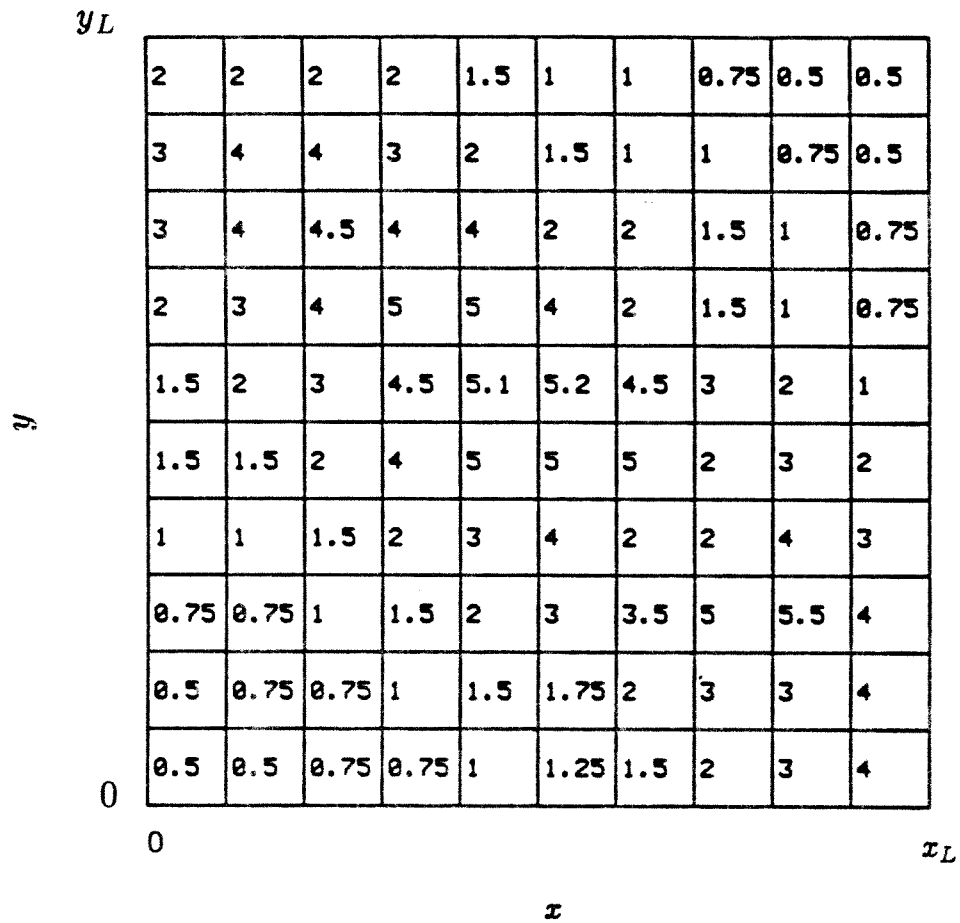 y_L
2 2 2 2 1.5 1 1 0.75 0.5 0.5
3 4 4 3 2 1.5 1 1 0.75 0.5
3 4 4.5 4 4 2 2 1.5 1 0.75
2 3 4 5 5 4 2 1.5 1 0.75
1.5 2 3 4.5 5.1 5.2 4.5 3 2 1
y
1.5 1.5 2 4 5 5 5 2 3 2
1 1 1.5 2 3 4 2 2 4 3
0.75 0.75 1 1.5 2 3 3.5 5 5.5 4
0.5 0.75 0.75 1 1.5 1.75 2 3 3 4
0.5 0.5 0.75 0.75 1 1.25 1.5 2 3 4
0
0 x_L
x